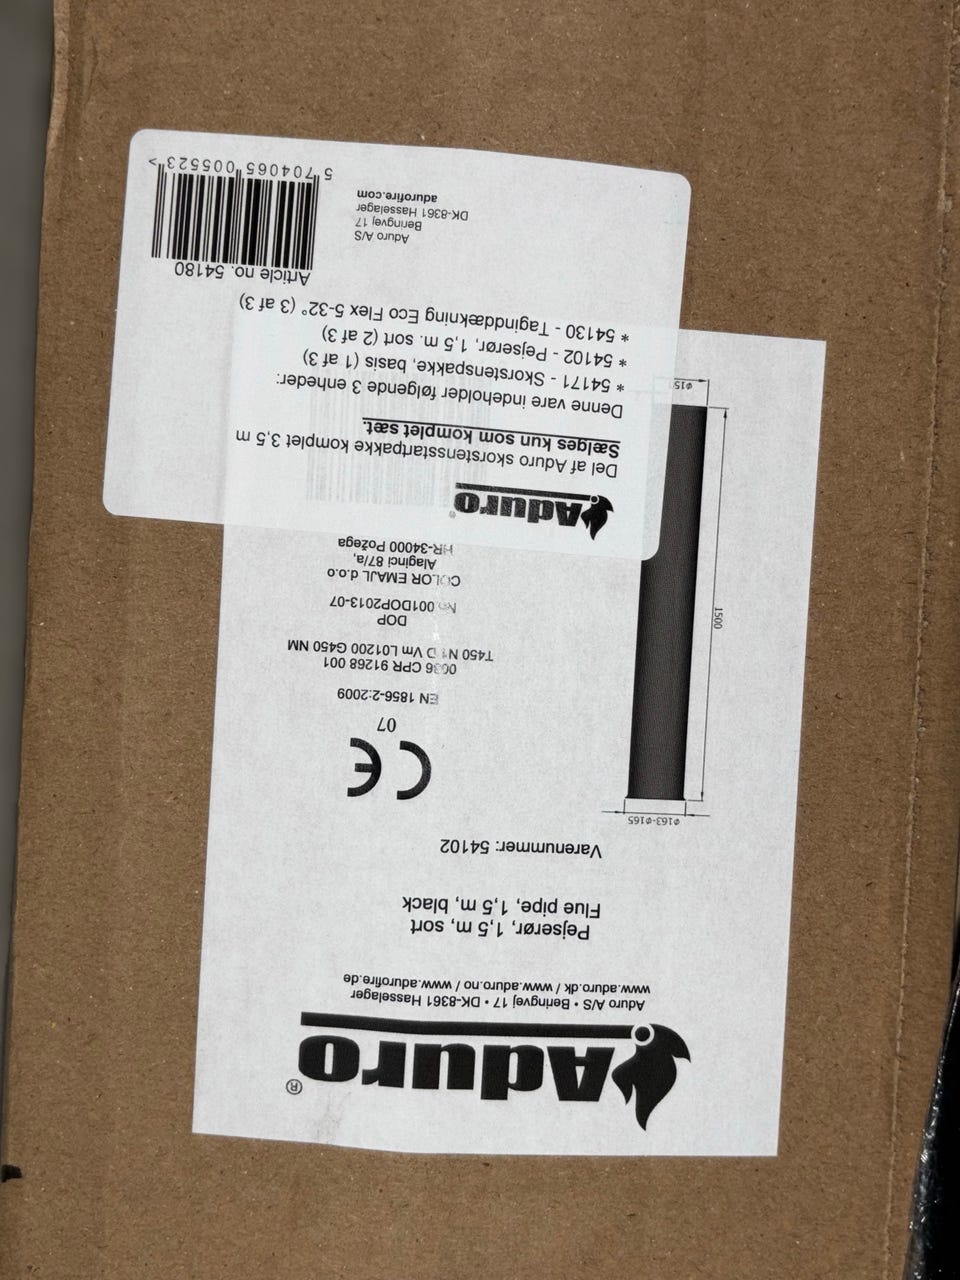 Aduro®
Aduro A/S • Beringvej 17 • DK-8361 Hasselager
www.aduro.dk / www.aduro.no / www.adurofire.de
Pejserør, 1,5 m, sort
Flue pipe, 1,5 m, black
Varenummer: 54102
ø163-ø165
1500
CE
07
EN 1856-2:2009
0036 CPR 91268 001
T450 N1 D Vm L01200 G450 NM
DOP
No.001DOP2013-07
COLOR EMAJL d.o.o
Alaginci 87/a,
HR-34000 Požega
Aduro®
Del af Aduro skorstensstartpakke komplet 3,5 m
Sælges kun som komplet sæt.
Denne vare indeholder følgende 3 enheder:
* 54171 - Skorstenspakke, basis (1 af 3)
* 54102 - Pejserør, 1,5 m. sort (2 af 3)
* 54130 - Taginddækning Eco Flex 5-32° (3 af 3)
Article no. 54180
5 704065 005523 >
Aduro A/S
Beringvej 17
DK-8361 Hasselager
adurofire.com